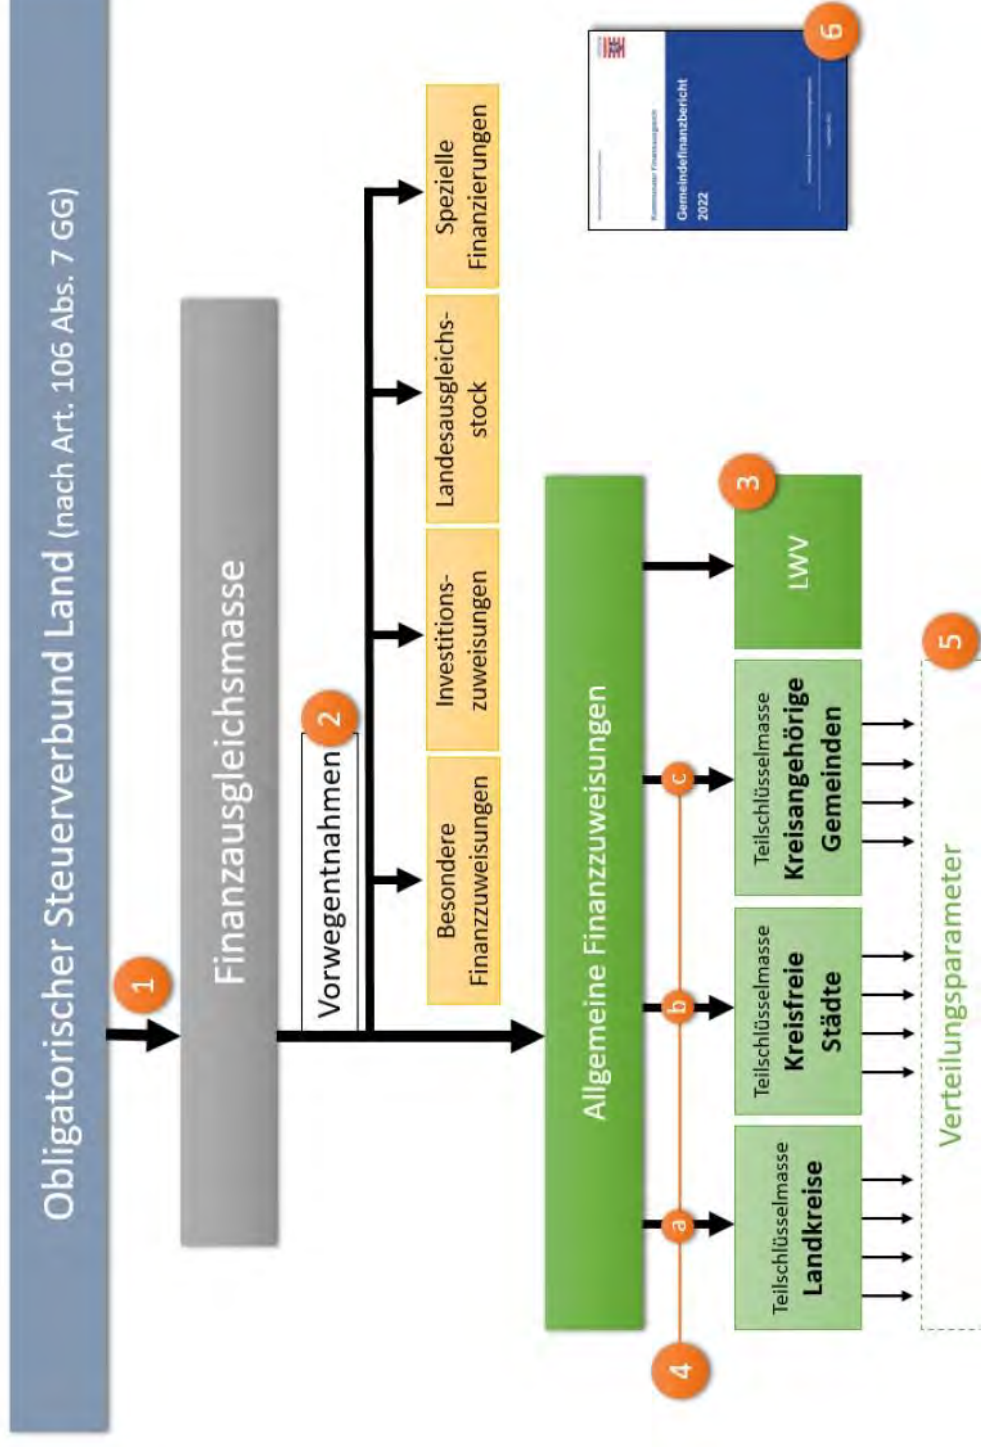 Obligatorischer Steuerverbund Land (nach Art. 106 Abs. 7 GG)
1
Finanzausgleichsmasse
Vorwegentnahmen
2
Besondere
Finanzzuweisungen
Investitions-
zuweisungen
Landesausgleichs-
stock
Spezielle
Finanzierungen
Allgemeine Finanzzuweisungen
4
a
b
c
3
Teilschlüsselmasse
Landkreise
Teilschlüsselmasse
Kreisfreie
Städte
Teilschlüsselmasse
Kreisangehörige
Gemeinden
LWV
5
Verteilungsparameter
6
Kommunaler Finanzausgleich
Gemeindefinanzbericht
2022